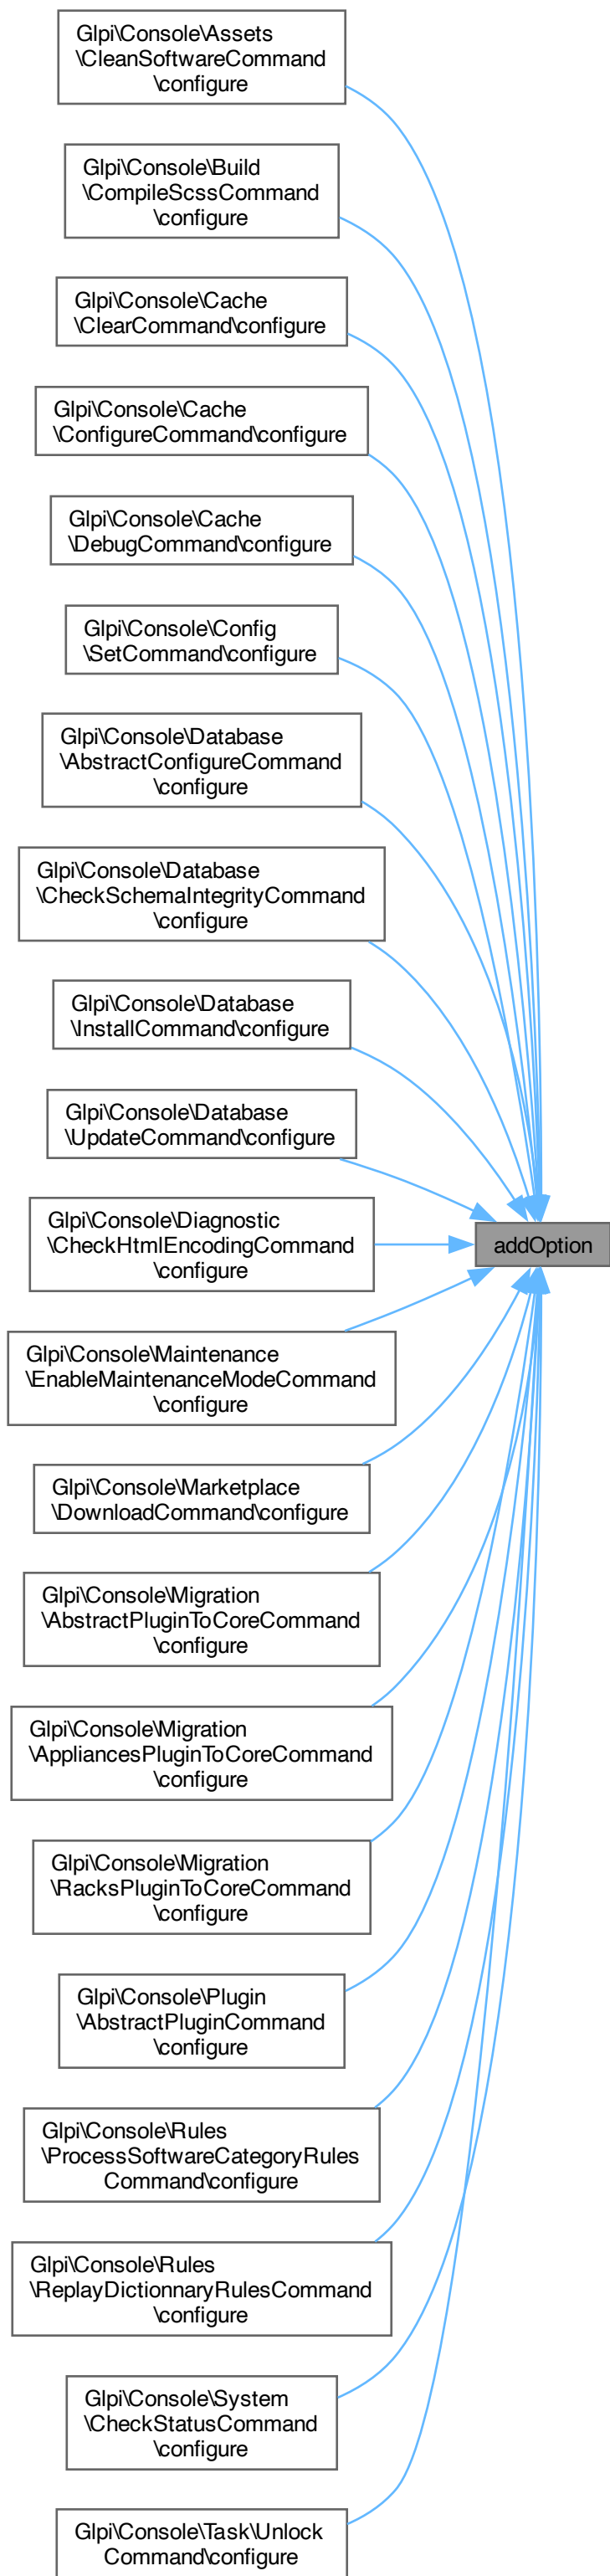 Glpi\Console\Assets
\CleanSoftwareCommand
\configure
Glpi\Console\Build
\CompileScssCommand
\configure
Glpi\Console\Cache
\ClearCommand\configure
Glpi\Console\Cache
\ConfigureCommand\configure
Glpi\Console\Cache
\DebugCommand\configure
Glpi\Console\Config
\SetCommand\configure
Glpi\Console\Database
\AbstractConfigureCommand
\configure
Glpi\Console\Database
\CheckSchemaIntegrityCommand
\configure
Glpi\Console\Database
\InstallCommand\configure
Glpi\Console\Database
\UpdateCommand\configure
Glpi\Console\Diagnostic
\CheckHtmlEncodingCommand
\configure
addOption
Glpi\Console\Maintenance
\EnableMaintenanceModeCommand
\configure
Glpi\Console\Marketplace
\DownloadCommand\configure
Glpi\Console\Migration
\AbstractPluginToCoreCommand
\configure
Glpi\Console\Migration
\AppliancesPluginToCoreCommand
\configure
Glpi\Console\Migration
\RacksPluginToCoreCommand
\configure
Glpi\Console\Plugin
\AbstractPluginCommand
\configure
Glpi\Console\Rules
\ProcessSoftwareCategoryRules
Command\configure
Glpi\Console\Rules
\ReplayDictionnaryRulesCommand
\configure
Glpi\Console\System
\CheckStatusCommand
\configure
Glpi\Console\Task\Unlock
Command\configure